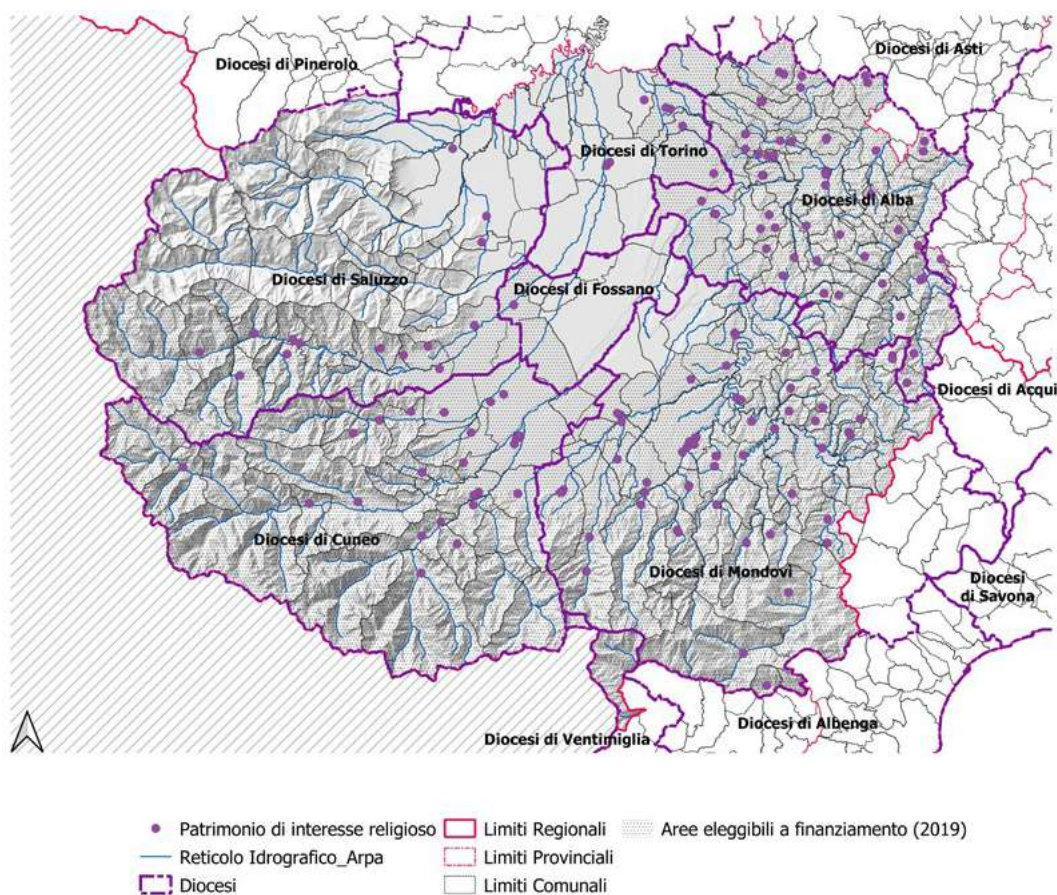 Diocesi di Asti
Diocesi di Pinerolo
Diocesi di Torino
Diocesi di Alba
Diocesi di Saluzzo
Diocesi di Fossano
Diocesi di Acqui
Diocesi di Cuneo
Diocesi di Mondovì
Diocesi
di Savona
Diocesi di Albenga
Diocesi di Ventimiglia
Patrimonio di interesse religioso
Limiti Regionali
Aree eleggibili a finanziamento (2019)
Reticolo Idrografico_Arpa
Limiti Provinciali
Diocesi
Limiti Comunali